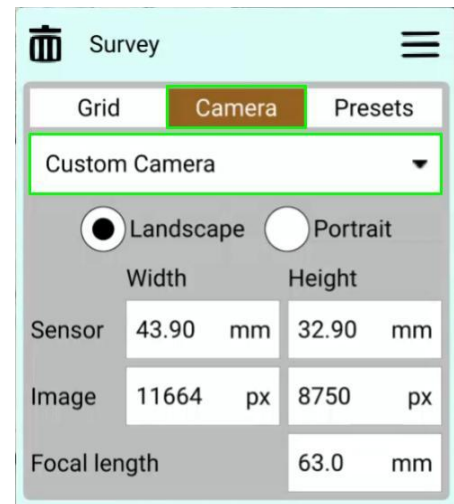 Survey
Grid Camera Presets
Custom Camera
Landscape Portrait
Width Height
Sensor 43.90 mm 32.90 mm
Image 11664 px 8750 px
Focal length 63.0 mm